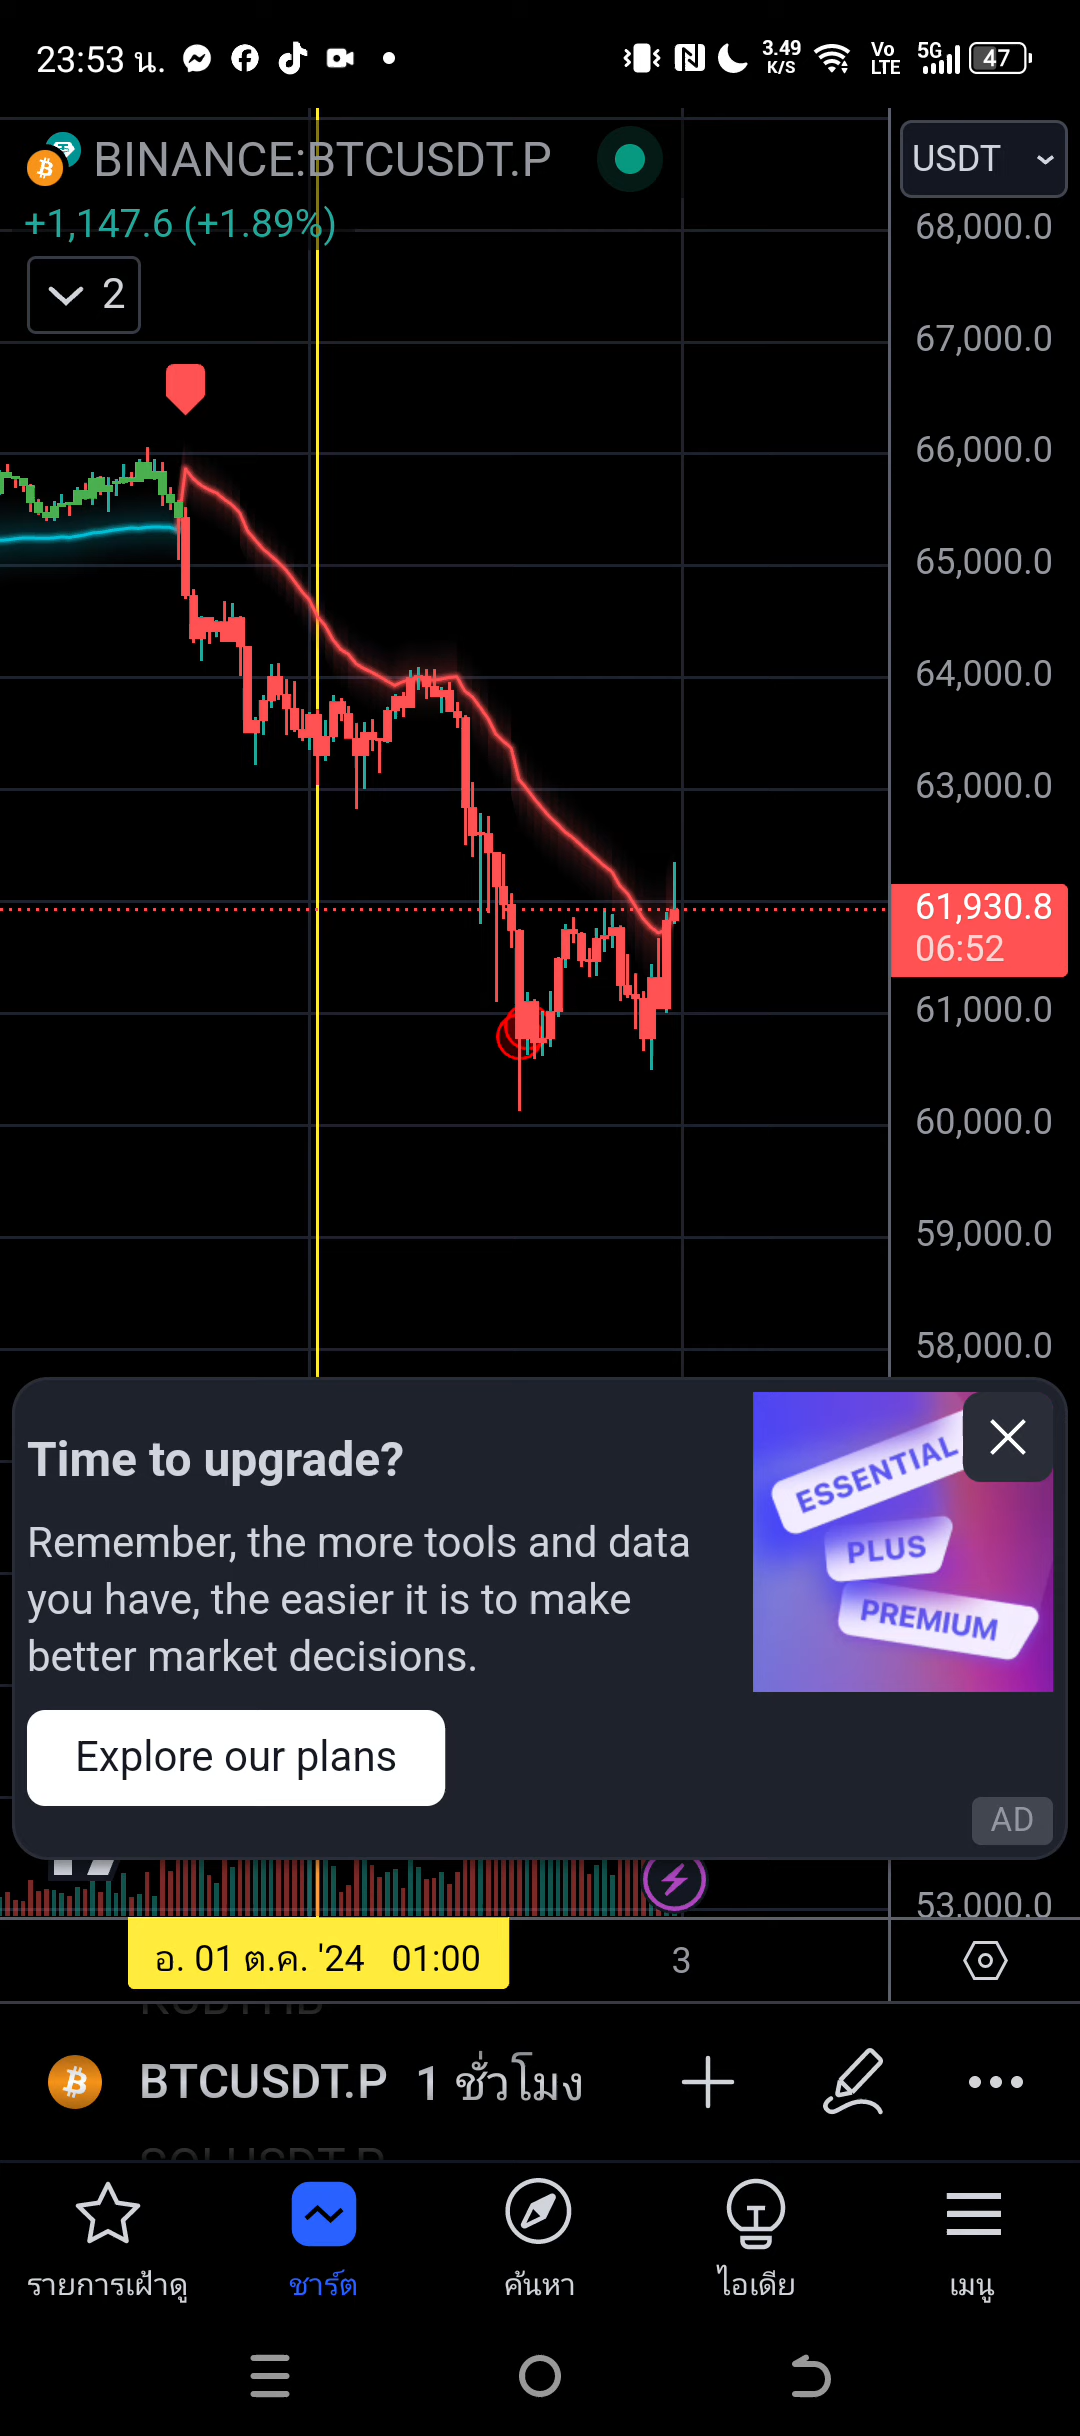 23:53 น.
3.49
K/S
Vo
LTE
5G
47
BINANCE:BTCUSDT.P
USDT
+1,147.6 (+1.89%)
2
68,000.0
67,000.0
66,000.0
65,000.0
64,000.0
63,000.0
61,930.8
06:52
61,000.0
60,000.0
59,000.0
58,000.0
Time to upgrade?
Remember, the more tools and data
you have, the easier it is to make
better market decisions.
ESSENTIAL
PLUS
PREMIUM
Explore our plans
AD
53,000.0
อ. 01 ต.ค. '24 01:00
3
BTCUSDT.P 1 ชั่วโมง
รายการเฝ้าดู
ชาร์ต
ค้นหา
ไอเดีย
เมนู